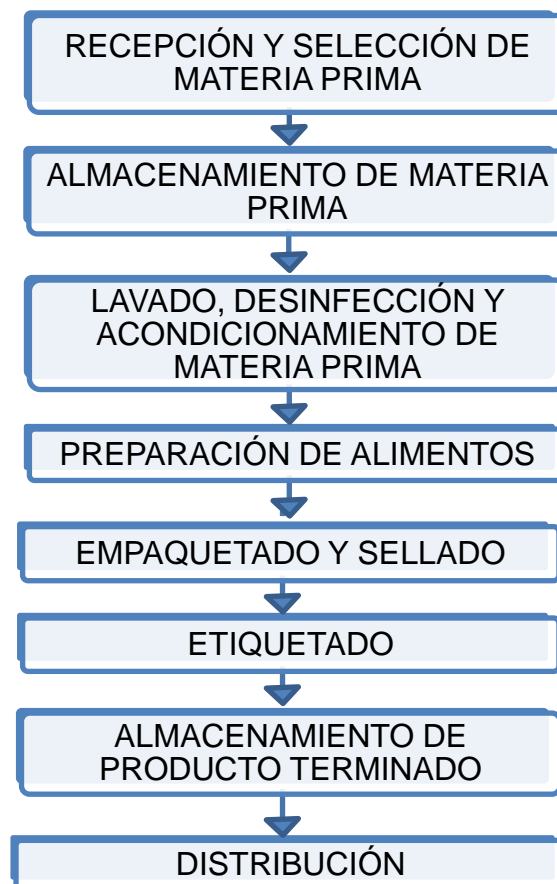 RECEPCIÓN Y SELECCIÓN DE
MATERIA PRIMA
ALMACENAMIENTO DE MATERIA
PRIMA
LAVADO, DESINFECCIÓN Y
ACONDICIONAMIENTO DE
MATERIA PRIMA
PREPARACIÓN DE ALIMENTOS
EMPAQUETADO Y SELLADO
ETIQUETADO
ALMACENAMIENTO DE
PRODUCTO TERMINADO
DISTRIBUCIÓN